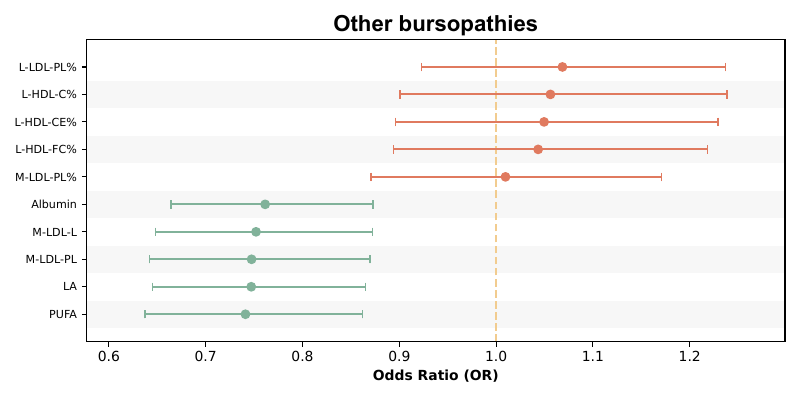 Other bursopathies
L-LDL-PL%
L-HDL-C%
L-HDL-CE%
L-HDL-FC%
M-LDL-PL%
Albumin
M-LDL-L
M-LDL-PL
LA
PUFA
0.6 0.7 0.8 0.9 1.0 1.1 1.2
Odds Ratio (OR)